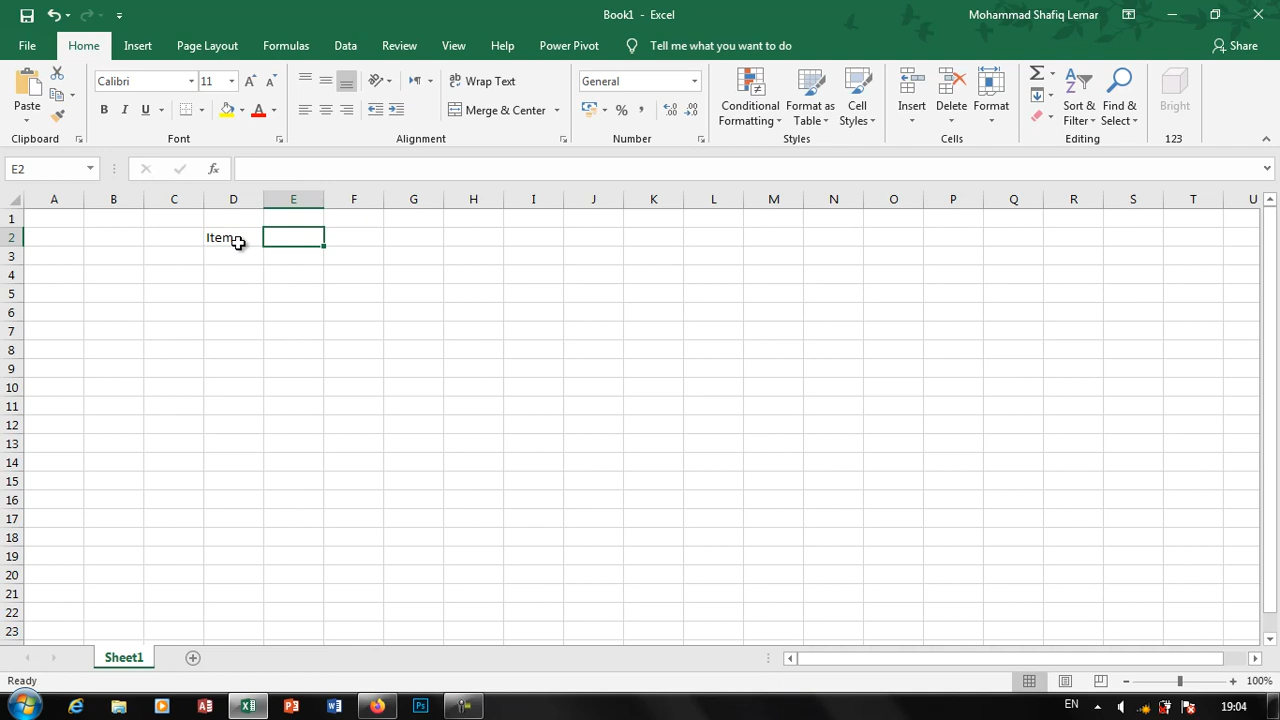 Book1 - Excel
Mohammad Shafiq Lemar
File Home Insert Page Layout Formulas Data Review View Help Power Pivot Tell me what you want to do Share
Calibri 11 Wrap Text General
Paste Merge & Center Conditional Formatting Format as Table Cell Styles Insert Delete Format Sort & Filter Find & Select Bright
B I U A %
Clipboard Font Alignment Number Styles Cells Editing 123
E2 fx
A B C D E F G H I J K L M N O P Q R S T U
1
2 Item
3
4
5
6
7
8
9
10
11
12
13
14
15
16
17
18
19
20
21
22
23
Sheet1
Ready 100%
EN 19:04